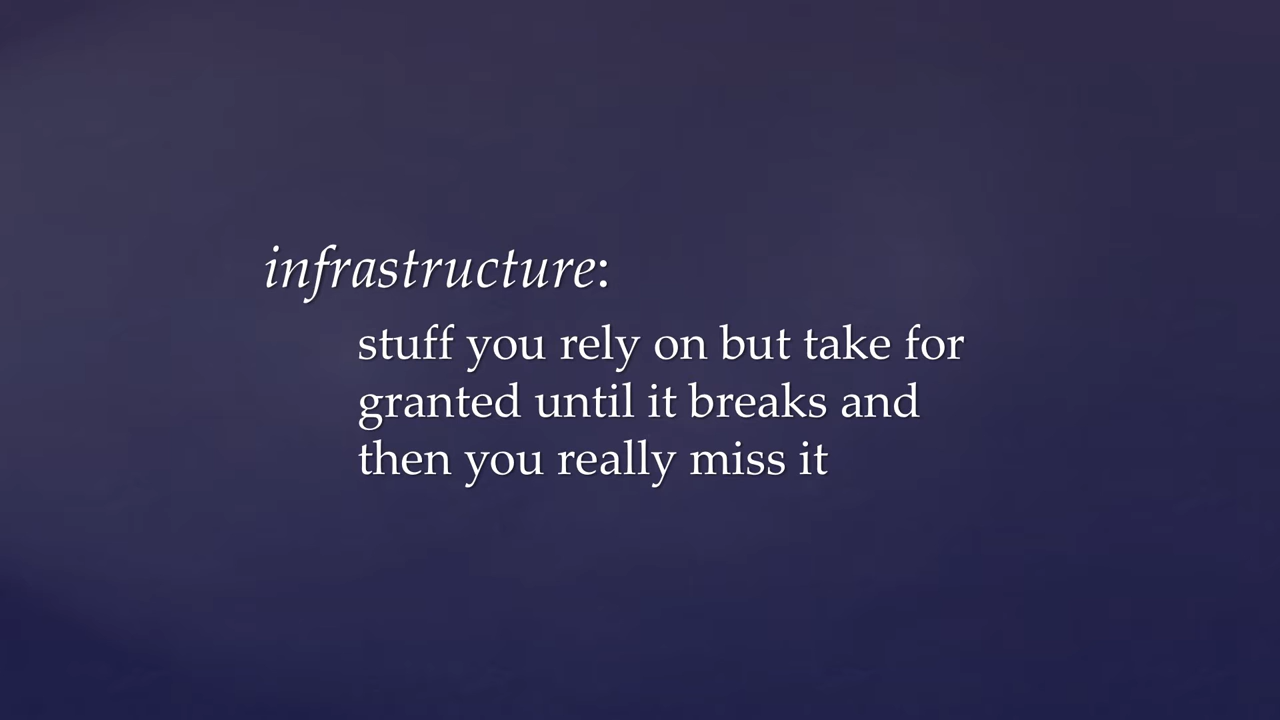 infrastructure:
stuff you rely on but take for
granted until it breaks and
then you really miss it